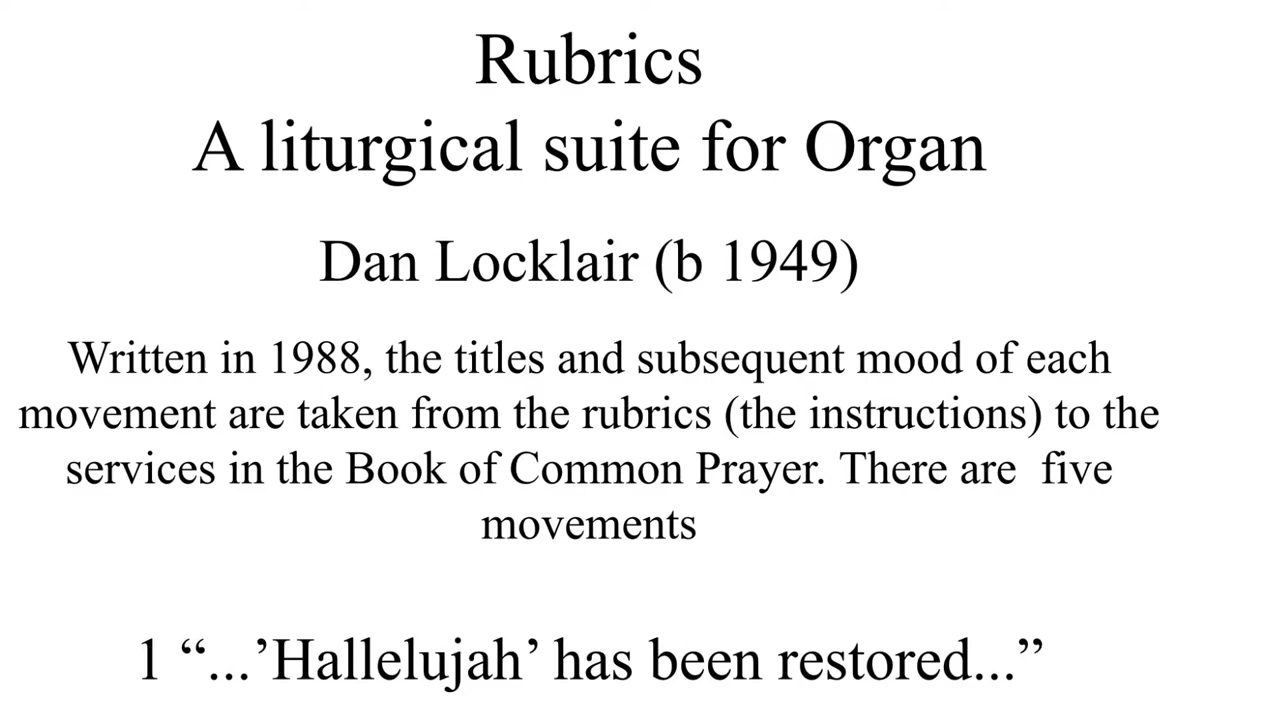 Rubrics
A liturgical suite for Organ
Dan Locklair (b 1949)
Written in 1988, the titles and subsequent mood of each
movement are taken from the rubrics (the instructions) to the
services in the Book of Common Prayer. There are  five
movements
1 “...’Hallelujah’ has been restored...”